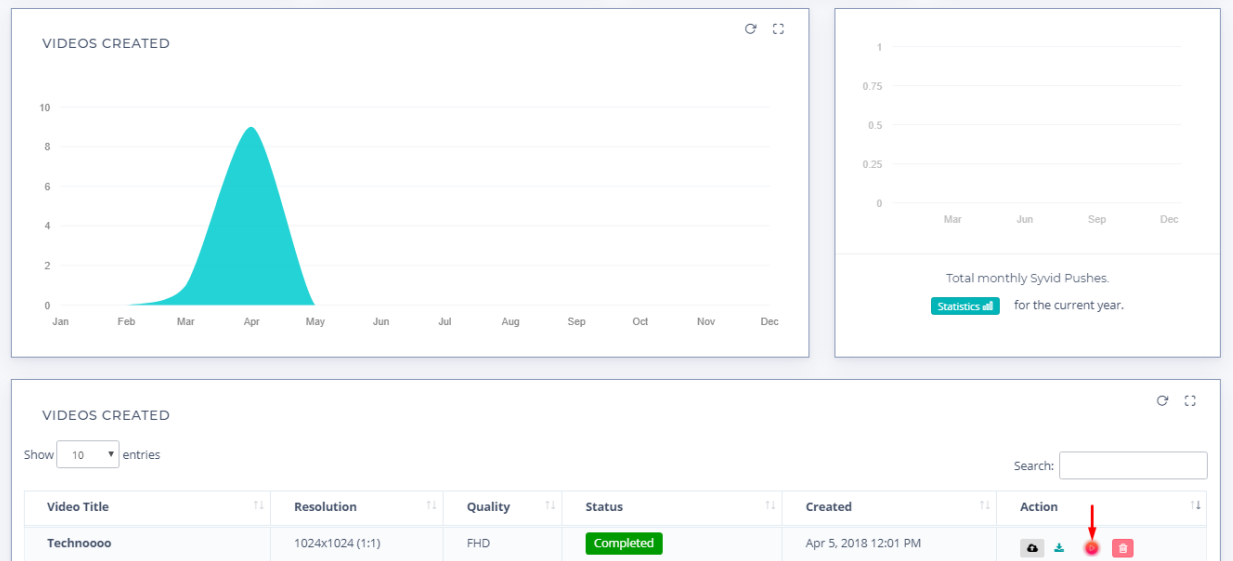 VIDEOS CREATED
10
8
6
4
2
0
Jan Feb Mar Apr May Jun Jul Aug Sep Oct Nov Dec
1
0.75
0.5
0.25
0
Mar Jun Sep Dec
Total monthly Syvid Pushes.
Statistics for the current year.
VIDEOS CREATED
Show 10 entries
Search:
Video Title Resolution Quality Status Created Action
Technoooo 1024x1024 (1:1) FHD Completed Apr 5, 2018 12:01 PM